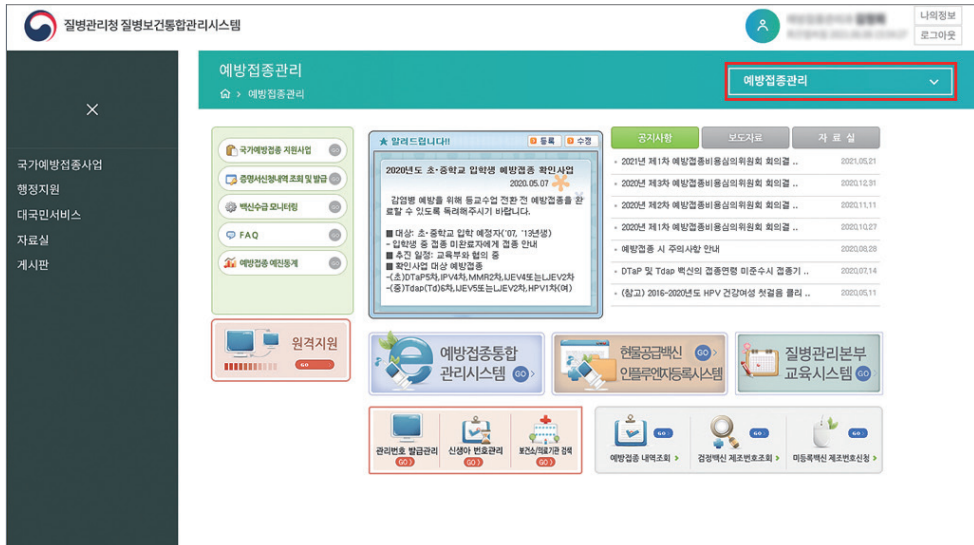 질병관리청 질병보건통합관리시스템
나의정보
로그아웃
예방접종관리
예방접종관리
예방접종관리
국가예방접종사업
행정지원
대국민서비스
자료실
게시판
국가예방접종 지원사업 GO
증명서신청내역 조회 및 발급 GO
백신수급 모니터링 GO
FAQ GO
예방접종 예진통계 GO
원격지원
GO
★ 알려드립니다!! 등록 수정
2020년도 초·중학교 입학생 예방접종 확인사업
2020.05.07
감염병 예방을 위해 등교수업 전환 전 예방접종을 완
료할 수 있도록 독려해주시기 바랍니다.
■ 대상: 초·중학교 입학 예정자('07, '13년생)
- 입학생 중 접종 미완료자에게 접종 안내
■ 추진 일정: 교육부와 협의 중
■ 확인사업 대상 예방접종
-(초)DTaP5차,IPV4차,MMR2차,IJEV4또는LJEV2차
-(중)Tdap(Td)6차,IJEV5또는LJEV2차,HPV1차(여)
공지사항 보도자료 자 료 실
2021년 제1차 예방접종비용심의위원회 회의결 .. 2021.05.21
2020년 제3차 예방접종비용심의위원회 회의결 .. 2020.12.31
2020년 제2차 예방접종비용심의위원회 회의결 .. 2020.11.11
2020년 제1차 예방접종비용심의위원회 회의결 .. 2020.10.27
예방접종 시 주의사항 안내 2020.08.28
DTaP 및 Tdap 백신의 접종연령 미준수시 접종기 .. 2020.07.14
(참고) 2016-2020년도 HPV 건강여성 첫걸음 클리 .. 2020.05.11
예방접종통합
관리시스템 GO
현물공급백신 GO
인플루엔자등록시스템
질병관리본부
교육시스템 GO
관리번호 발급관리 GO
신생아 번호관리 GO
보건소/의료기관 검색 GO
GO 예방접종 내역조회
GO 검정백신 제조번호조회
GO 미등록백신 제조번호신청